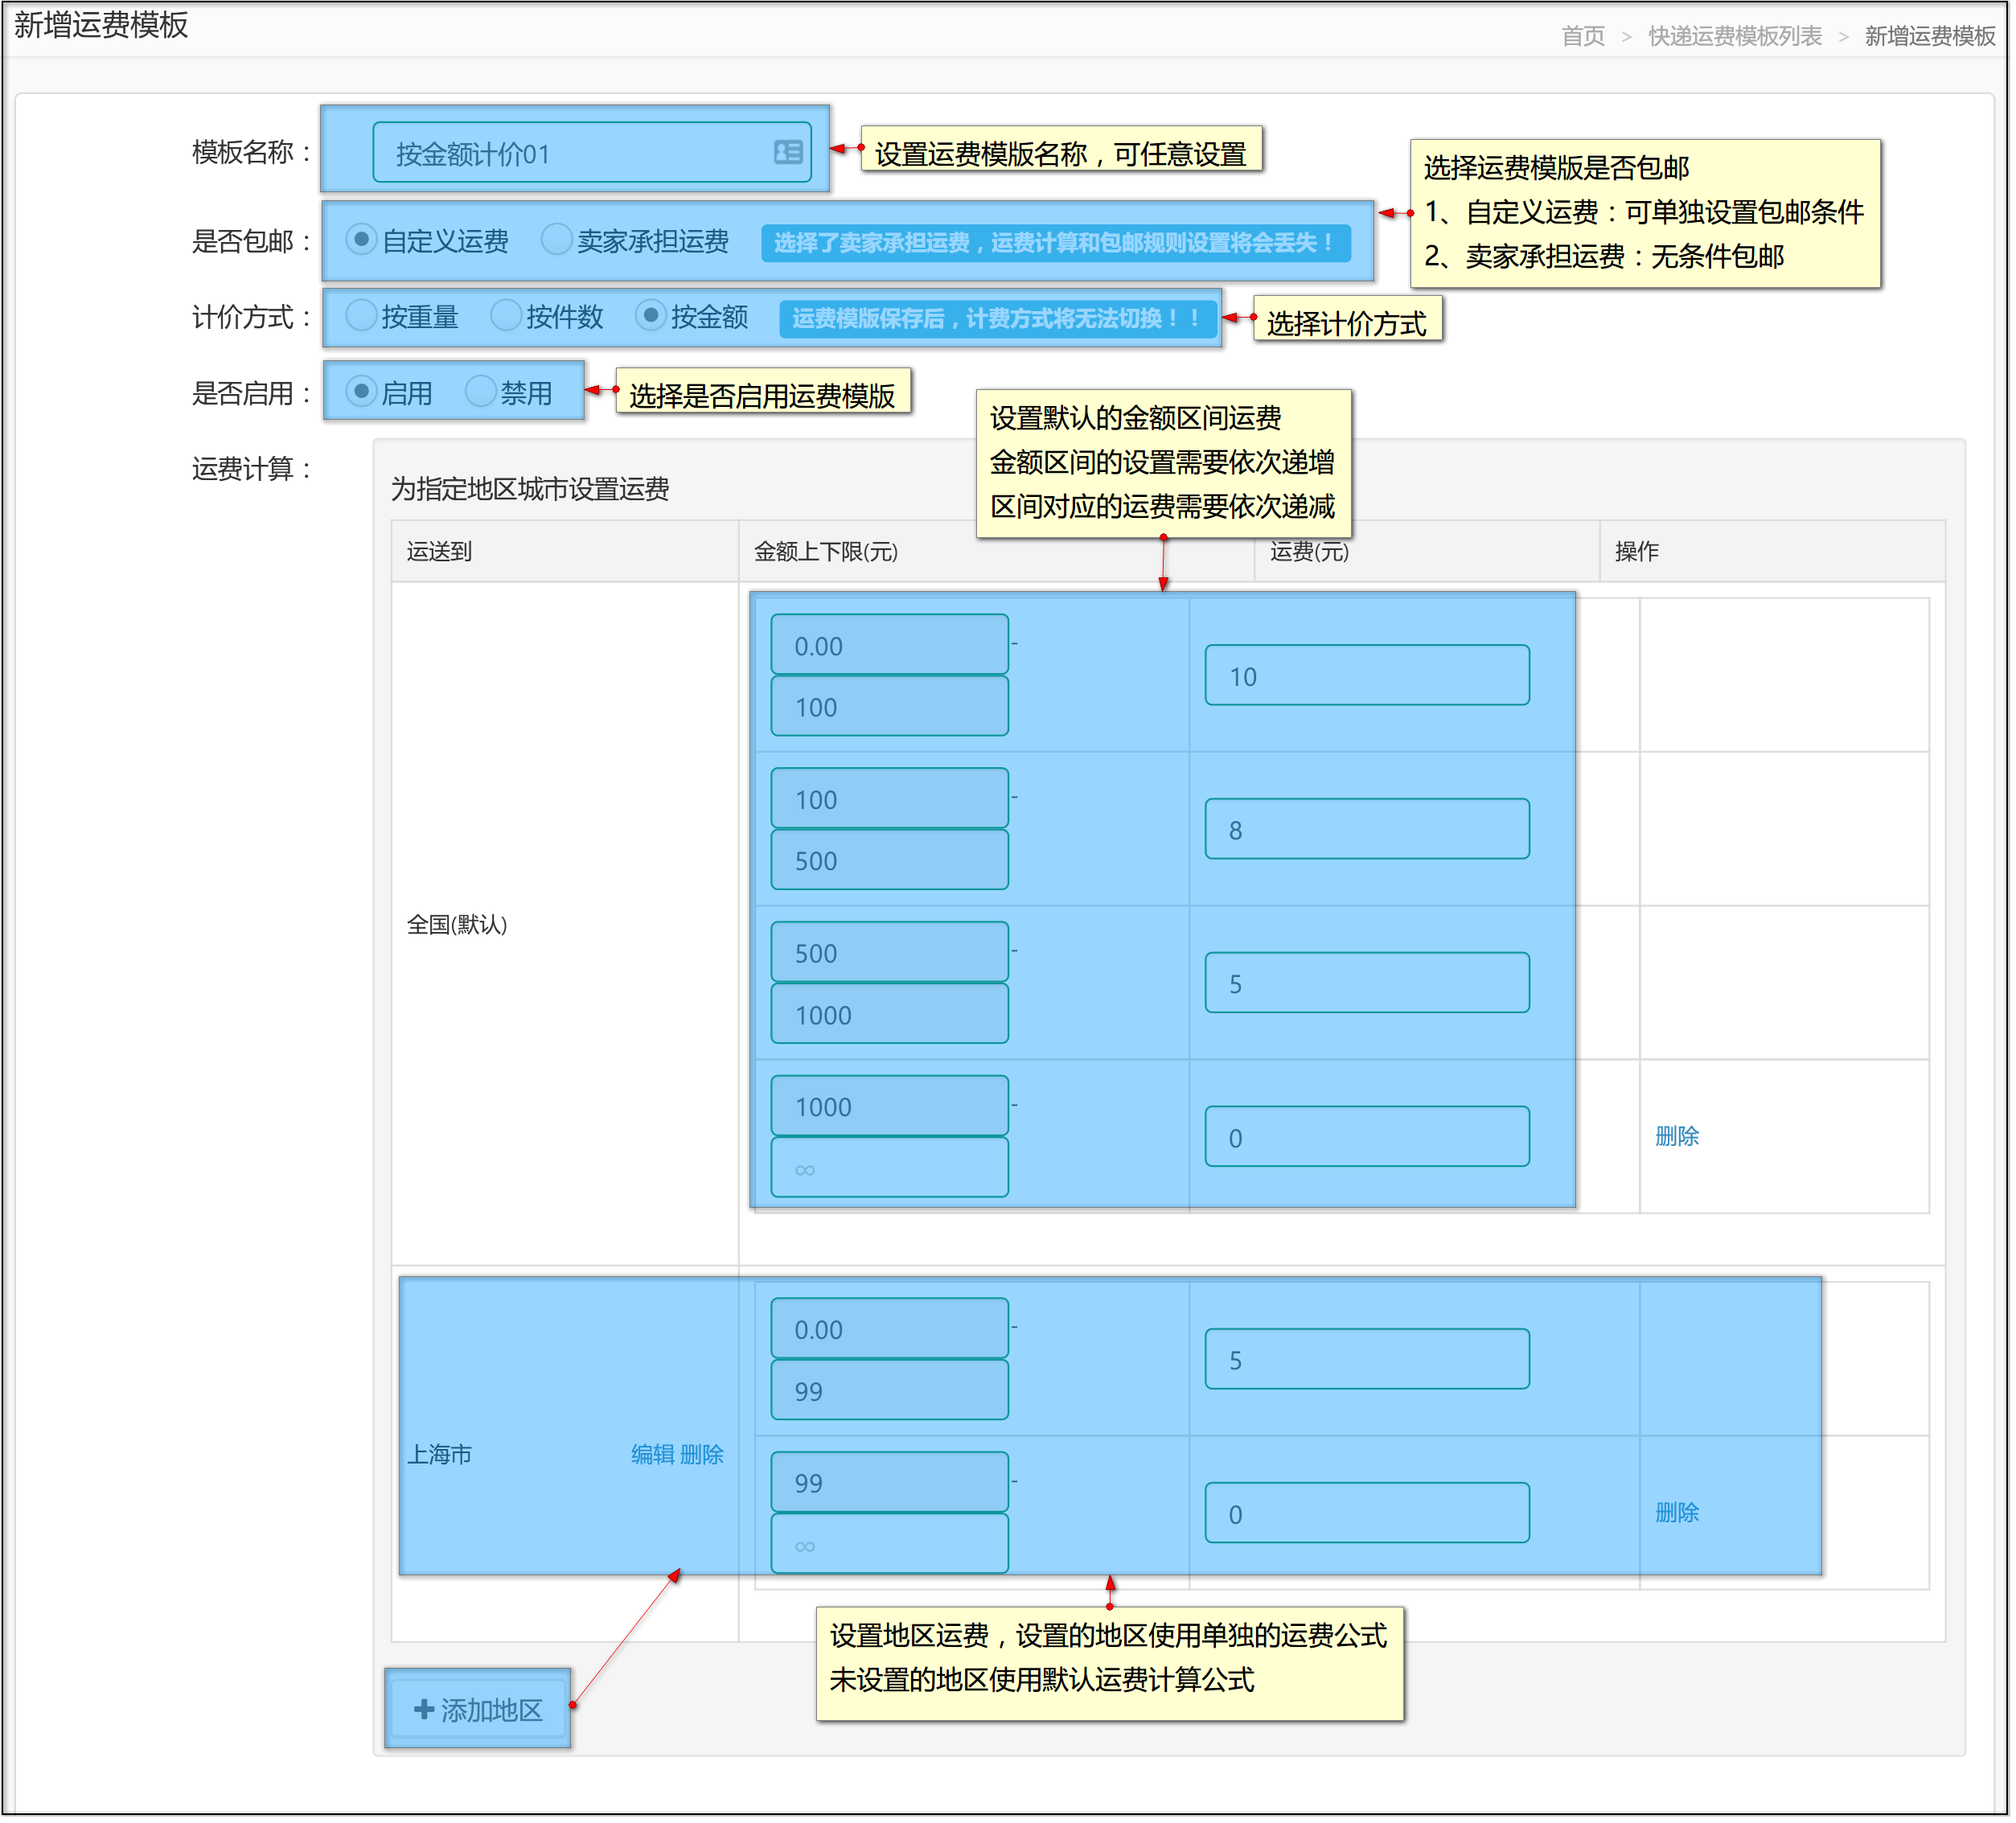 新增运费模板
首页 > 快递运费模板列表 > 新增运费模板
模板名称：
按金额计价01
设置运费模版名称，可任意设置
选择运费模版是否包邮
1、自定义运费：可单独设置包邮条件
2、卖家承担运费：无条件包邮
是否包邮：
自定义运费 卖家承担运费 选择了卖家承担运费，运费计算和包邮规则设置将会丢失！
计价方式：
按重量 按件数 按金额 运费模版保存后，计费方式将无法切换！！
选择计价方式
是否启用：
启用 禁用
选择是否启用运费模版
设置默认的金额区间运费
金额区间的设置需要依次递增
区间对应的运费需要依次递减
运费计算：
为指定地区城市设置运费
运送到 金额上下限(元) 运费(元) 操作
全国(默认)
0.00 -
100
10
100 -
500
8
500 -
1000
5
1000 -
∞
0
删除
上海市 编辑 删除
0.00 -
99
5
99 -
∞
0
删除
设置地区运费，设置的地区使用单独的运费公式
未设置的地区使用默认运费计算公式
添加地区